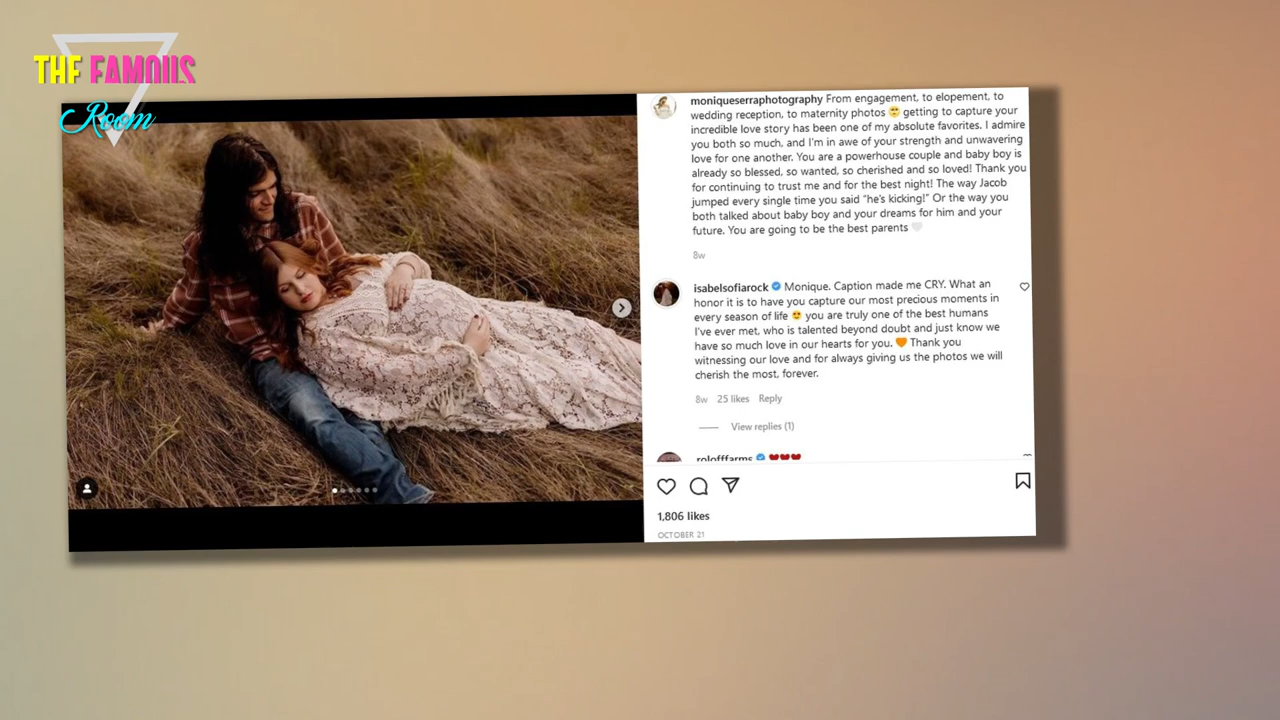 THE FAMOUS
Room
moniqueserraphotography From engagement, to elopement, to
wedding reception, to maternity photos 😍 getting to capture your
incredible love story has been one of my absolute favorites. I admire
you both so much, and I'm in awe of your strength and unwavering
love for one another. You are a powerhouse couple and baby boy is
already so blessed, so wanted, so cherished and so loved! Thank you
for continuing to trust me and for the best night! The way Jacob
jumped every single time you said “he's kicking!” Or the way you
both talked about baby boy and your dreams for him and your
future. You are going to be the best parents 🤍
8w
isabelsofiarock Monique. Caption made me CRY. What an
honor it is to have you capture our most precious moments in
every season of life 😍 you are truly one of the best humans
I've ever met, who is talented beyond doubt and just know we
have so much love in our hearts for you. 🧡 Thank you
witnessing our love and for always giving us the photos we will
cherish the most, forever.
8w 25 likes Reply
View replies (1)
rolofffarms ❤️❤️❤️
1,806 likes
OCTOBER 21